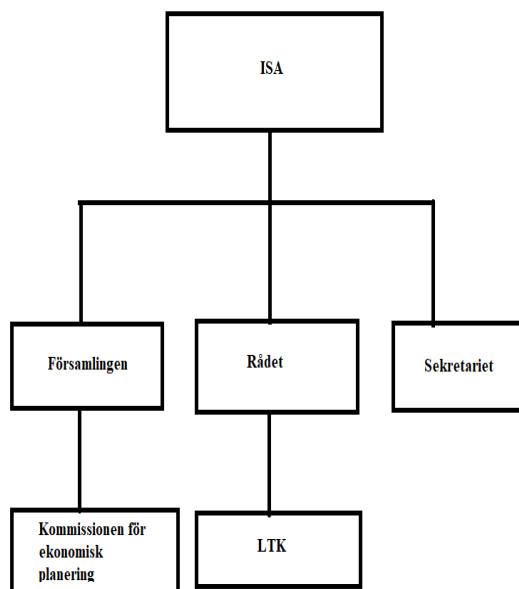 ISA
Församlingen
Rådet
Sekretariet
Kommissionen för
ekonomisk
planering
LTK